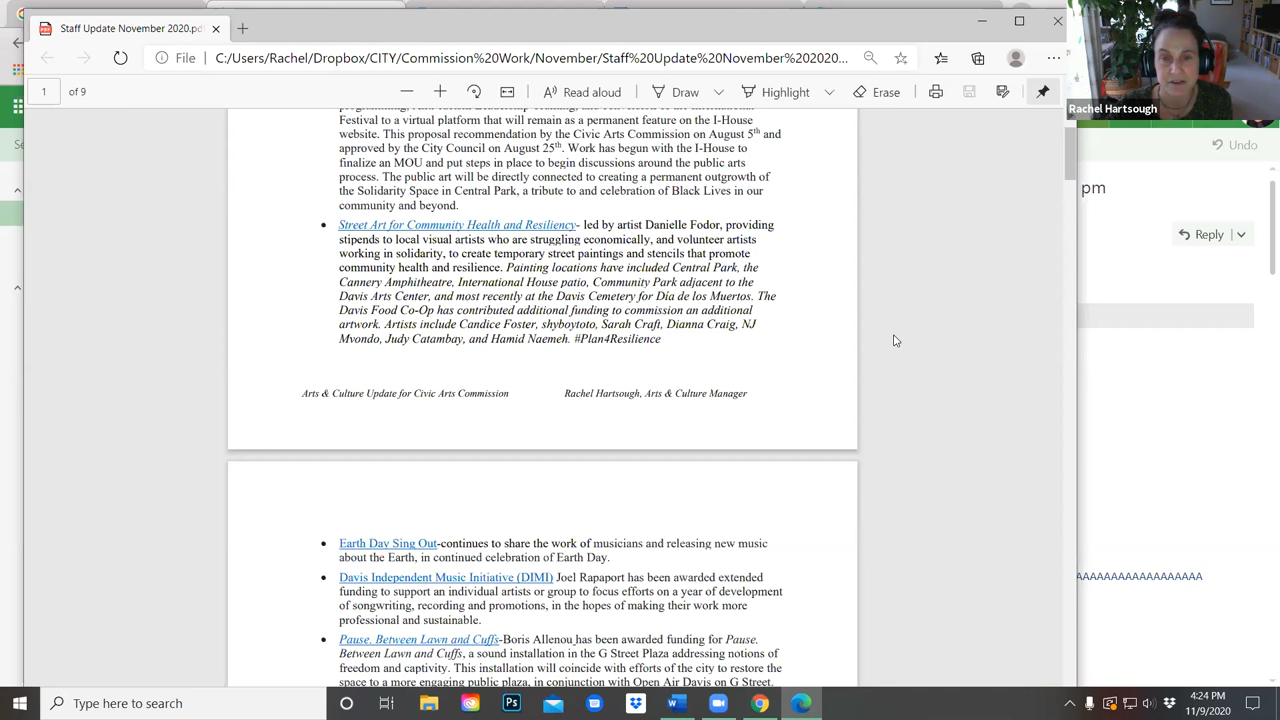 Staff Update November 2020.pdf
File
C:/Users/Rachel/Dropbox/CITY/Commission%20Work/November/Staff%20Update%20November%202020...
Rachel Hartsough
1 of 9
Read aloud
Draw
Highlight
Erase
Undo
pm
Reply
Festival to a virtual platform that will remain as a permanent feature on the I-House
website. This proposal recommendation by the Civic Arts Commission on August 5th and
approved by the City Council on August 25th. Work has begun with the I-House to
finalize an MOU and put steps in place to begin discussions around the public arts
process. The public art will be directly connected to creating a permanent outgrowth of
the Solidarity Space in Central Park, a tribute to and celebration of Black Lives in our
community and beyond.
• Street Art for Community Health and Resiliency- led by artist Danielle Fodor, providing
stipends to local visual artists who are struggling economically, and volunteer artists
working in solidarity, to create temporary street paintings and stencils that promote
community health and resilience. Painting locations have included Central Park, the
Cannery Amphitheatre, International House patio, Community Park adjacent to the
Davis Arts Center, and most recently at the Davis Cemetery for Día de los Muertos. The
Davis Food Co-Op has contributed additional funding to commission an additional
artwork. Artists include Candice Foster, shyboytoto, Sarah Craft, Dianna Craig, NJ
Mvondo, Judy Catambay, and Hamid Naemeh. #Plan4Resilience
Arts & Culture Update for Civic Arts Commission
Rachel Hartsough, Arts & Culture Manager
• Earth Day Sing Out-continues to share the work of musicians and releasing new music
about the Earth, in continued celebration of Earth Day.
• Davis Independent Music Initiative (DIMI) Joel Rapaport has been awarded extended
funding to support an individual artists or group to focus efforts on a year of development
of songwriting, recording and promotions, in the hopes of making their work more
professional and sustainable.
• Pause, Between Lawn and Cuffs-Boris Allenou has been awarded funding for Pause.
Between Lawn and Cuffs, a sound installation in the G Street Plaza addressing notions of
freedom and captivity. This installation will coincide with efforts of the city to restore the
space to a more engaging public plaza, in conjunction with Open Air Davis on G Street.
AAAAAAAAAAAAAAAAAA
Type here to search
4:24 PM
11/9/2020